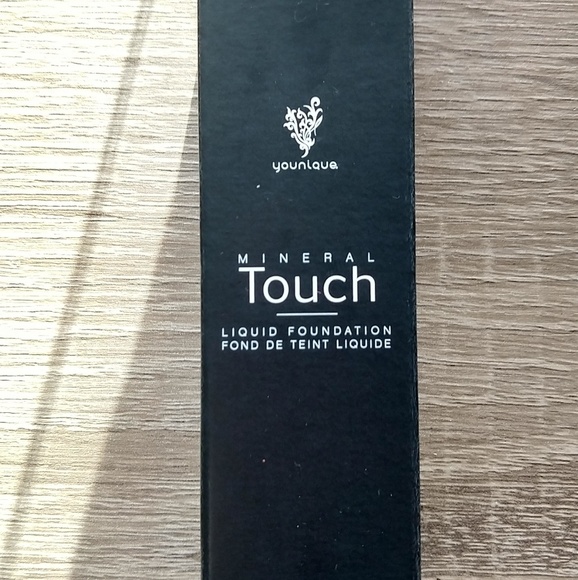 younique
MINERAL
Touch
LIQUID FOUNDATION
FOND DE TEINT LIQUIDE